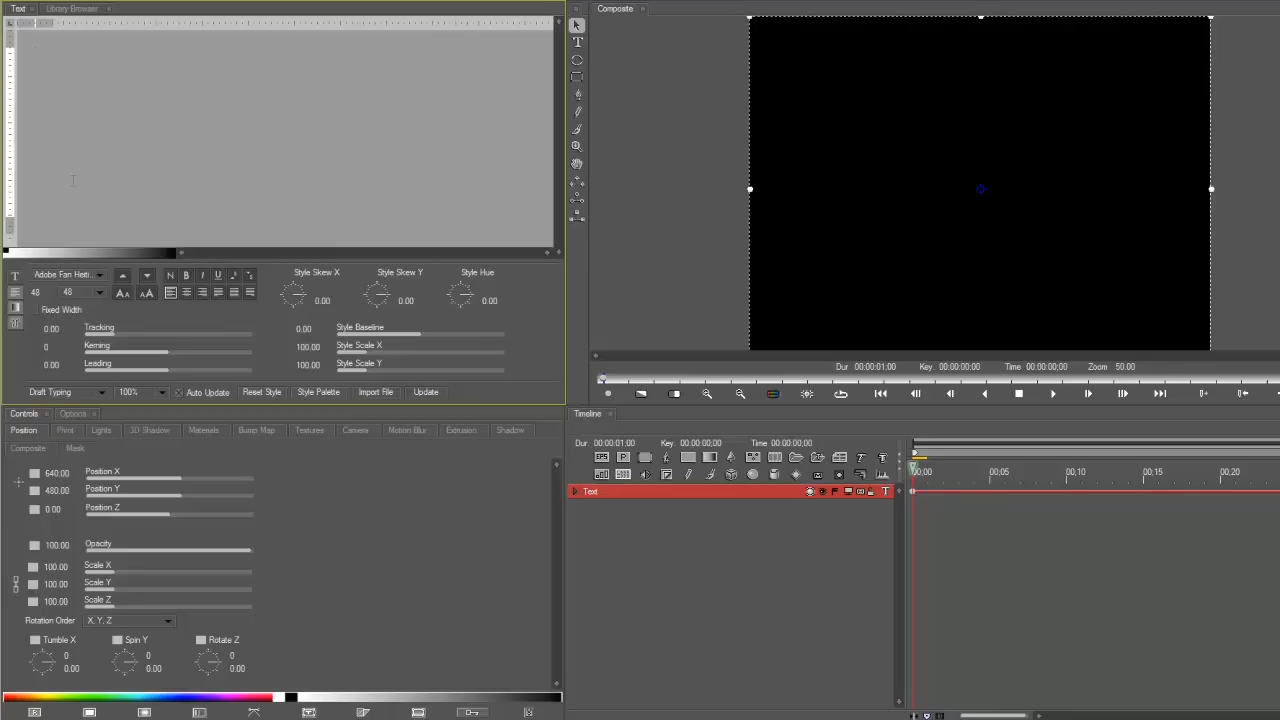 Text Library Browser
Composite
Adobe Fan Heiti...
N B I U
Style Skew X Style Skew Y Style Hue
48 48
0.00 0.00 0.00
Fixed Width
0.00 Tracking 0.00 Style Baseline
0 Kerning 100.00 Style Scale X
0.00 Leading 100.00 Style Scale Y
Draft Typing 100% Auto Update Reset Style Style Palette Import File Update
Dur 00:00:01;00 Key 00:00:00;00 Time 00:00:00;00 Zoom 50.00
Controls Options
Position Pivot Lights 3D Shadow Materials Bump Map Textures Camera Motion Blur Extrusion Shadow
Composite Mask
640.00 Position X
480.00 Position Y
0.00 Position Z
100.00 Opacity
100.00 Scale X
100.00 Scale Y
100.00 Scale Z
Rotation Order X, Y, Z
Tumble X Spin Y Rotate Z
0 0 0
0.00 0.00 0.00
Timeline
Dur 00:00:01;00 Key 00:00:00;00 Time 00:00:00;00
EPS P
00:00 00:05 00:10 00:15 00:20
Text T